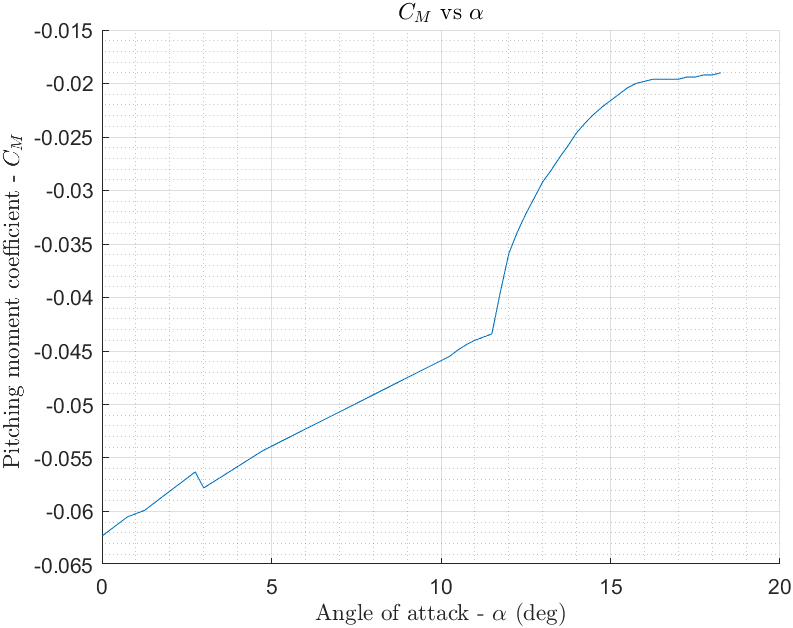 C_M vs α
-0.015
-0.02
-0.025
-0.03
-0.035
-0.04
-0.045
-0.05
-0.055
-0.06
-0.065
Pitching moment coefficient - C_M
0 5 10 15 20
Angle of attack - α (deg)